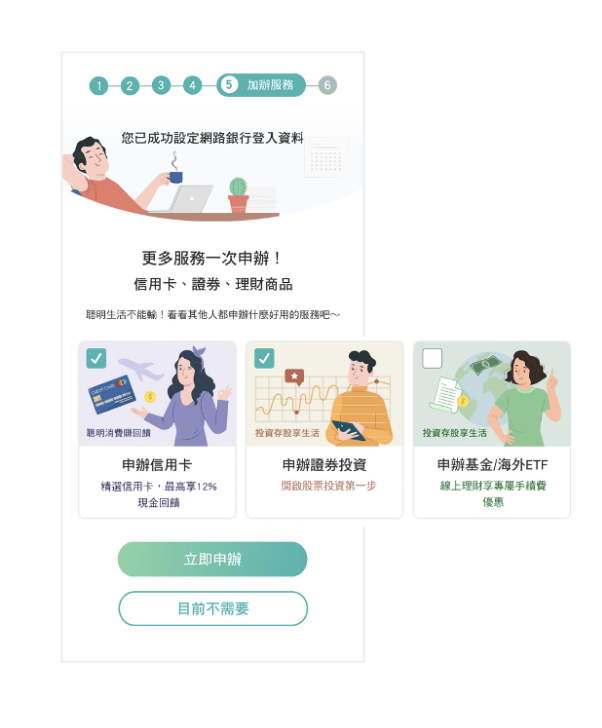 1 2 3 4 5 加辦服務 6
您已成功設定網路銀行登入資料
更多服務一次申辦！
信用卡、證券、理財商品
聰明生活不能輸！看看其他人都申辦什麼好用的服務吧～
CREDIT CARD
聰明消費賺回饋
申辦信用卡
精選信用卡，最高享12%
現金回饋
投資存股享生活
申辦證券投資
開啟股票投資第一步
投資存股享生活
申辦基金/海外ETF
線上理財享專屬手續費
優惠
立即申辦
目前不需要